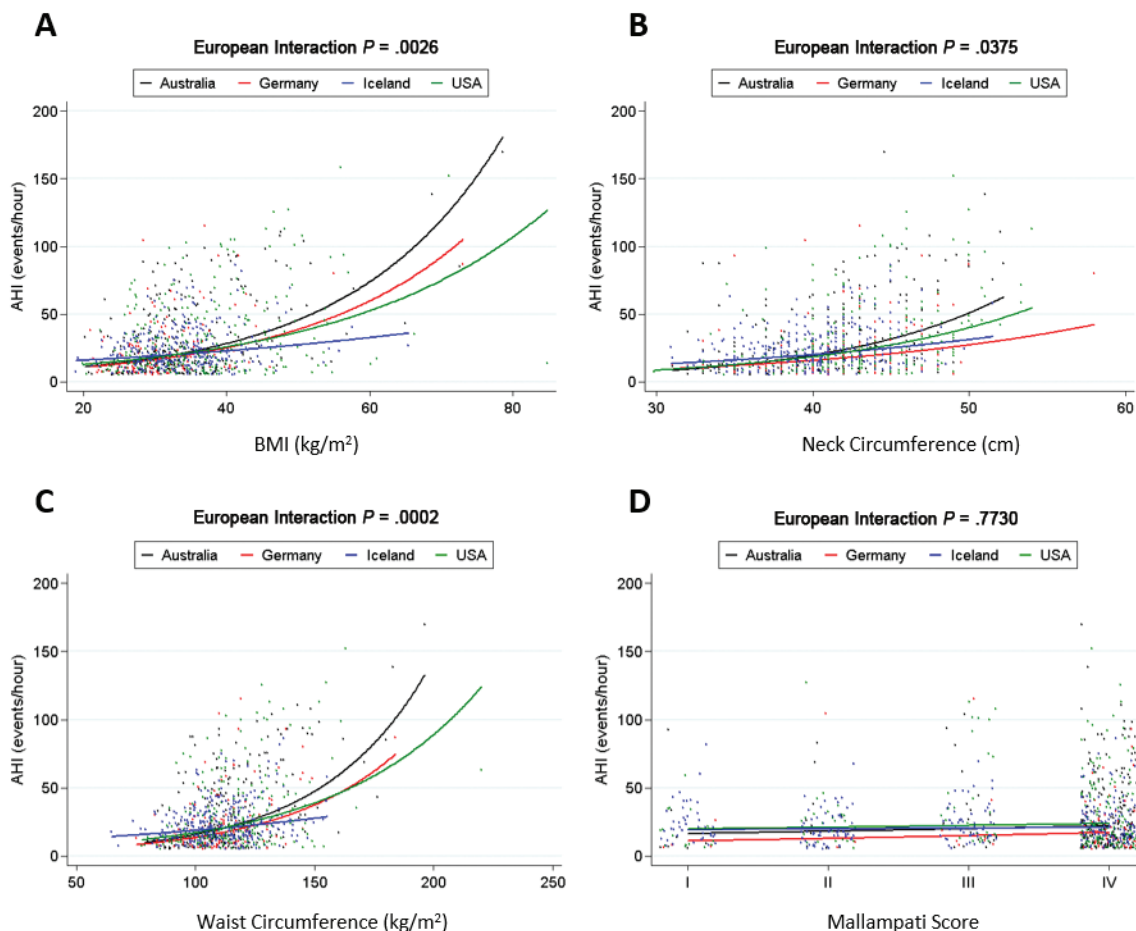 A
European Interaction P = .0026
Australia Germany Iceland USA
200
150
100
50
0
AHI (events/hour)
20 40 60 80
BMI (kg/m²)
B
European Interaction P = .0375
Australia Germany Iceland USA
200
150
100
50
0
AHI (events/hour)
30 40 50 60
Neck Circumference (cm)
C
European Interaction P = .0002
Australia Germany Iceland USA
200
150
100
50
0
AHI (events/hour)
50 100 150 200 250
Waist Circumference (kg/m²)
D
European Interaction P = .7730
Australia Germany Iceland USA
200
150
100
50
0
AHI (events/hour)
I II III IV
Mallampati Score